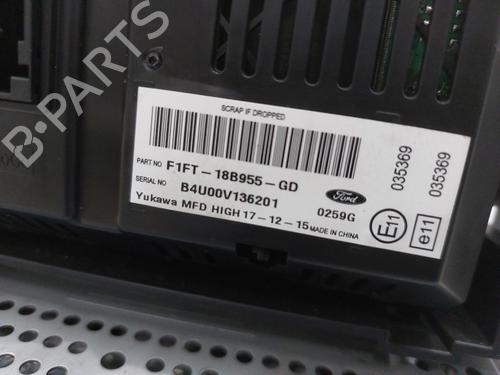 SCRAP IF DROPPED
PART NO F1FT-18B955-GD
SERIAL NO B4U00V136201
Yukawa MFD HIGH 17-12-15 MADE IN CHINA
Ford
0259G
035369
E11
035369
e11
B-PARTS